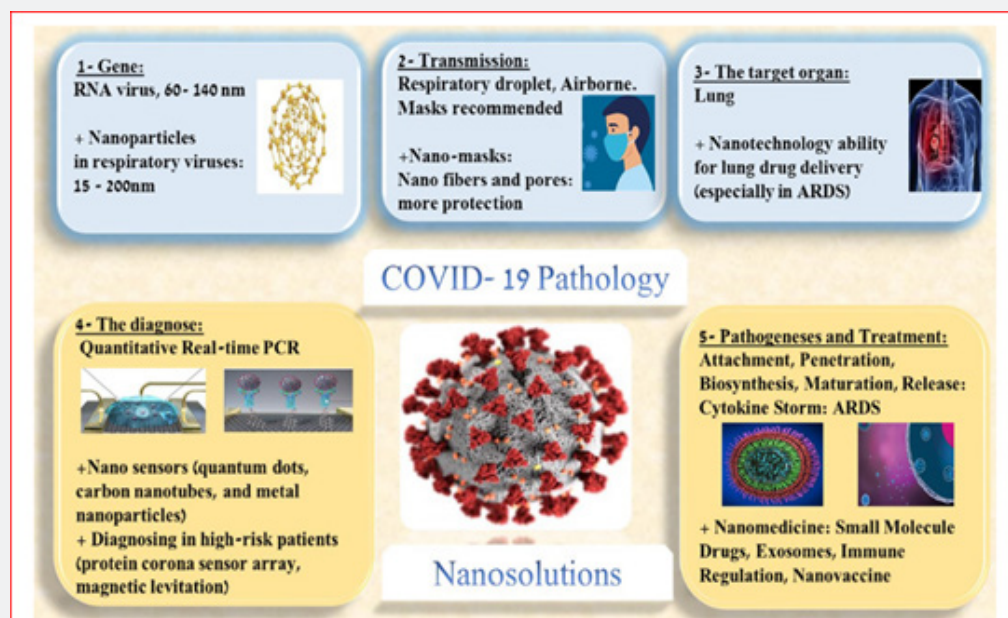 1- Gene:
RNA virus, 60- 140 nm
+ Nanoparticles
in respiratory viruses:
15 - 200nm
2- Transmission:
Respiratory droplet, Airborne.
Masks recommended
+Nano-masks:
Nano fibers and pores:
more protection
3- The target organ:
Lung
+ Nanotechnology ability
for lung drug delivery
(especially in ARDS)
COVID- 19 Pathology
4- The diagnose:
Quantitative Real-time PCR
+Nano sensors (quantum dots,
carbon nanotubes, and metal
nanoparticles)
+ Diagnosing in high-risk patients
(protein corona sensor array,
magnetic levitation)
Nanosolutions
5- Pathogeneses and Treatment:
Attachment, Penetration,
Biosynthesis, Maturation, Release:
Cytokine Storm: ARDS
+ Nanomedicine: Small Molecule
Drugs, Exosomes, Immune
Regulation, Nanovaccine